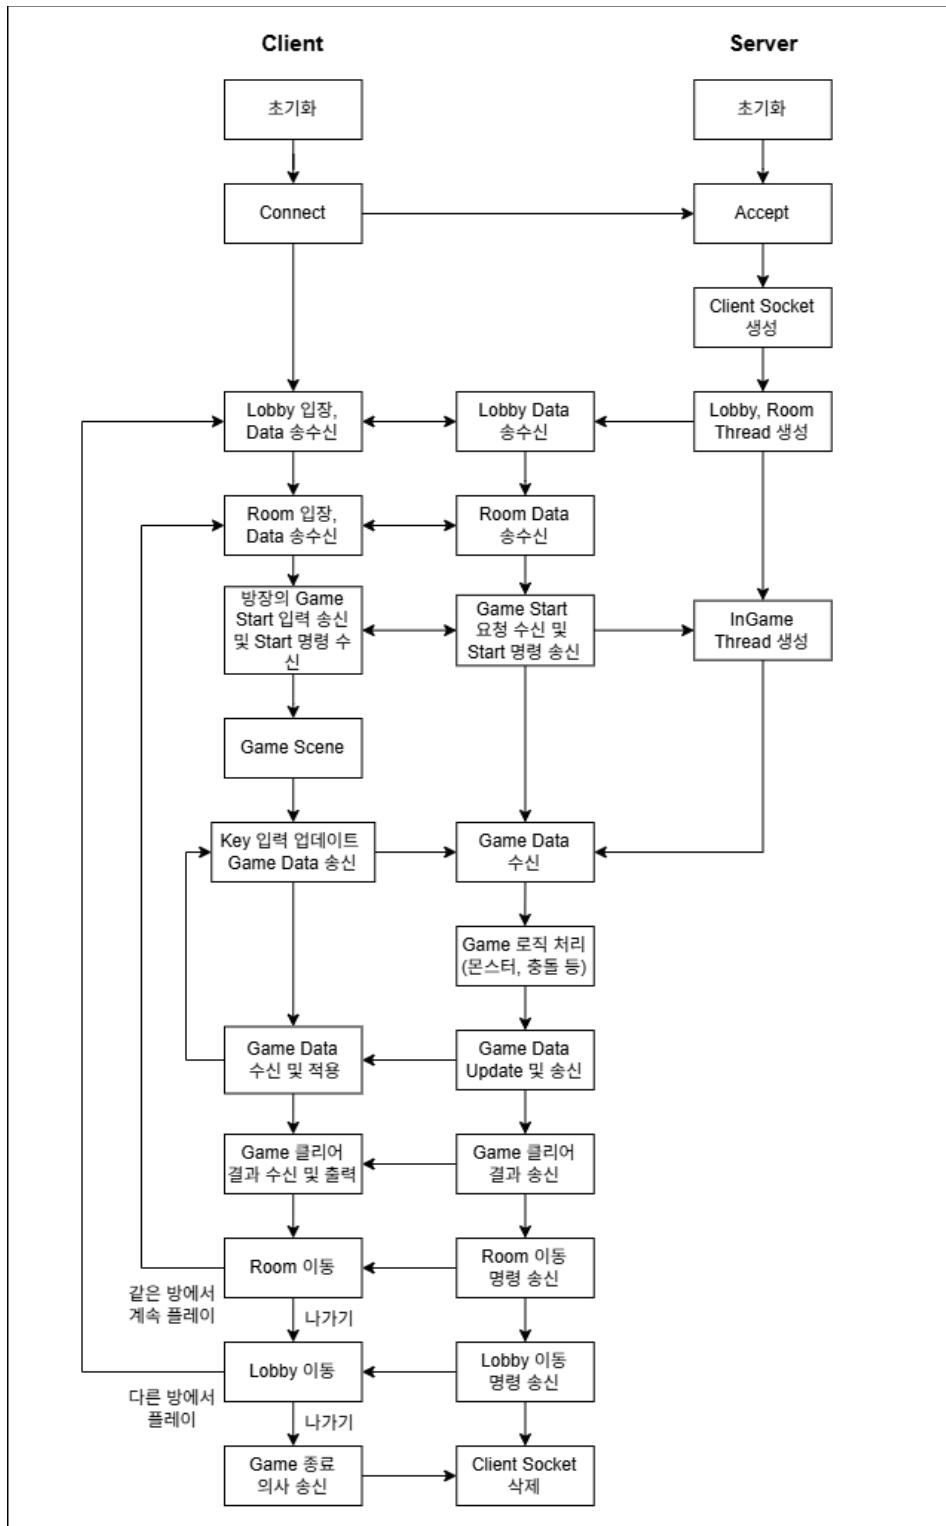 Client
Server
초기화
초기화
Connect
Accept
Client Socket
생성
Lobby 입장,
Data 송수신
Lobby Data
송수신
Lobby, Room
Thread 생성
Room 입장,
Data 송수신
Room Data
송수신
방장의 Game
Start 입력 송신
및 Start 명령 수
신
Game Start
요청 수신 및
Start 명령 송신
InGame
Thread 생성
Game Scene
Key 입력 업데이트
Game Data 송신
Game Data
수신
Game 로직 처리
(몬스터, 충돌 등)
Game Data
수신 및 적용
Game Data
Update 및 송신
Game 클리어
결과 수신 및 출력
Game 클리어
결과 송신
Room 이동
Room 이동
명령 송신
같은 방에서
계속 플레이
나가기
Lobby 이동
Lobby 이동
명령 송신
다른 방에서
플레이
나가기
Game 종료
의사 송신
Client Socket
삭제